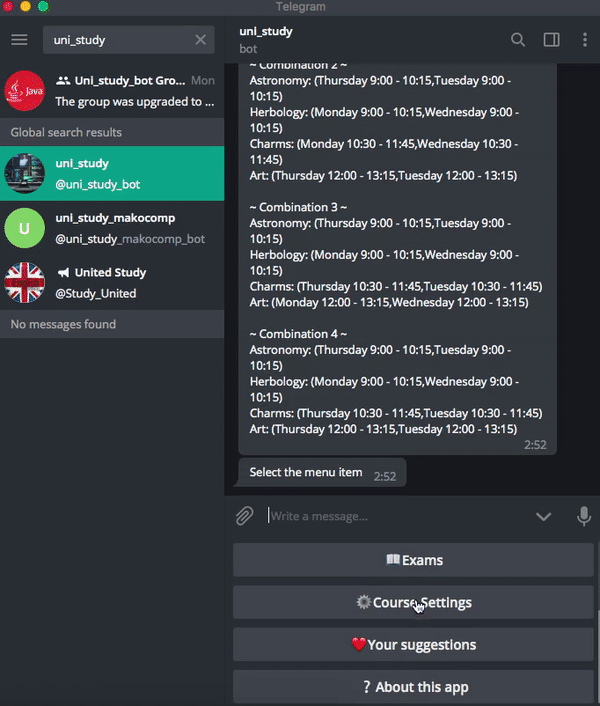 Telegram
uni_study
Uni_study_bot Gro... Mon
The group was upgraded to ...
Global search results
uni_study
@uni_study_bot
U
uni_study_makocomp
@uni_study_makocomp_bot
United Study
@Study_United
No messages found
uni_study
bot
~ Combination 2 ~
Astronomy: (Thursday 9:00 - 10:15,Tuesday 9:00 -
10:15)
Herbology: (Monday 9:00 - 10:15,Wednesday 9:00 -
10:15)
Charms: (Monday 10:30 - 11:45,Wednesday 10:30 -
11:45)
Art: (Thursday 12:00 - 13:15,Tuesday 12:00 - 13:15)
~ Combination 3 ~
Astronomy: (Thursday 9:00 - 10:15,Tuesday 9:00 -
10:15)
Herbology: (Monday 9:00 - 10:15,Wednesday 9:00 -
10:15)
Charms: (Thursday 10:30 - 11:45,Tuesday 10:30 - 11:45)
Art: (Monday 12:00 - 13:15,Wednesday 12:00 - 13:15)
~ Combination 4 ~
Astronomy: (Thursday 9:00 - 10:15,Tuesday 9:00 -
10:15)
Herbology: (Monday 9:00 - 10:15,Wednesday 9:00 -
10:15)
Charms: (Thursday 10:30 - 11:45,Tuesday 10:30 - 11:45)
Art: (Thursday 12:00 - 13:15,Tuesday 12:00 - 13:15)
2:52
Select the menu item 2:52
Write a message...
Exams
Course Settings
Your suggestions
? About this app